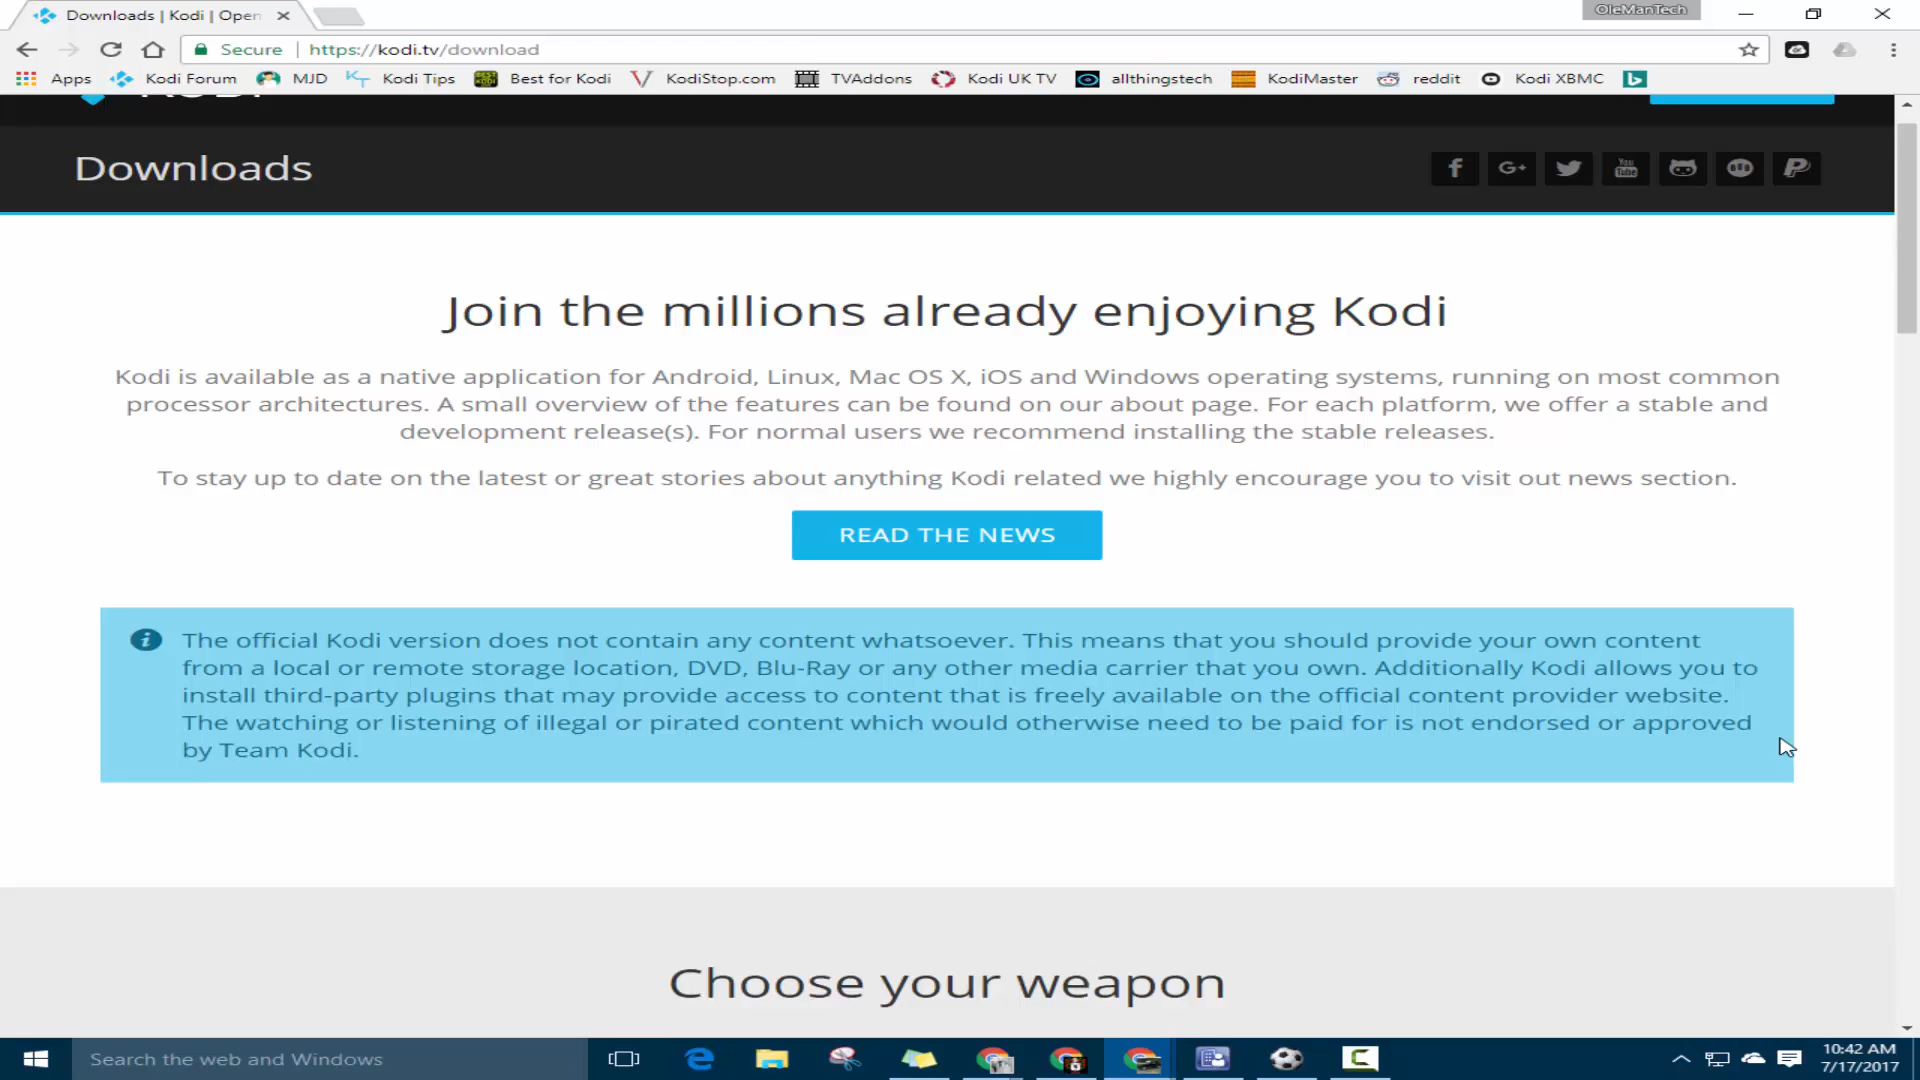 Downloads | Kodi | Open
OleManTech
Secure | https://kodi.tv/download
Apps Kodi Forum MJD Kodi Tips Best for Kodi KodiStop.com TVAddons Kodi UK TV allthingstech KodiMaster reddit Kodi XBMC
KODI
Downloads
Join the millions already enjoying Kodi
Kodi is available as a native application for Android, Linux, Mac OS X, iOS and Windows operating systems, running on most common
processor architectures. A small overview of the features can be found on our about page. For each platform, we offer a stable and
development release(s). For normal users we recommend installing the stable releases.
To stay up to date on the latest or great stories about anything Kodi related we highly encourage you to visit out news section.
READ THE NEWS
The official Kodi version does not contain any content whatsoever. This means that you should provide your own content
from a local or remote storage location, DVD, Blu-Ray or any other media carrier that you own. Additionally Kodi allows you to
install third-party plugins that may provide access to content that is freely available on the official content provider website.
The watching or listening of illegal or pirated content which would otherwise need to be paid for is not endorsed or approved
by Team Kodi.
Choose your weapon
Search the web and Windows
10:42 AM
7/17/2017